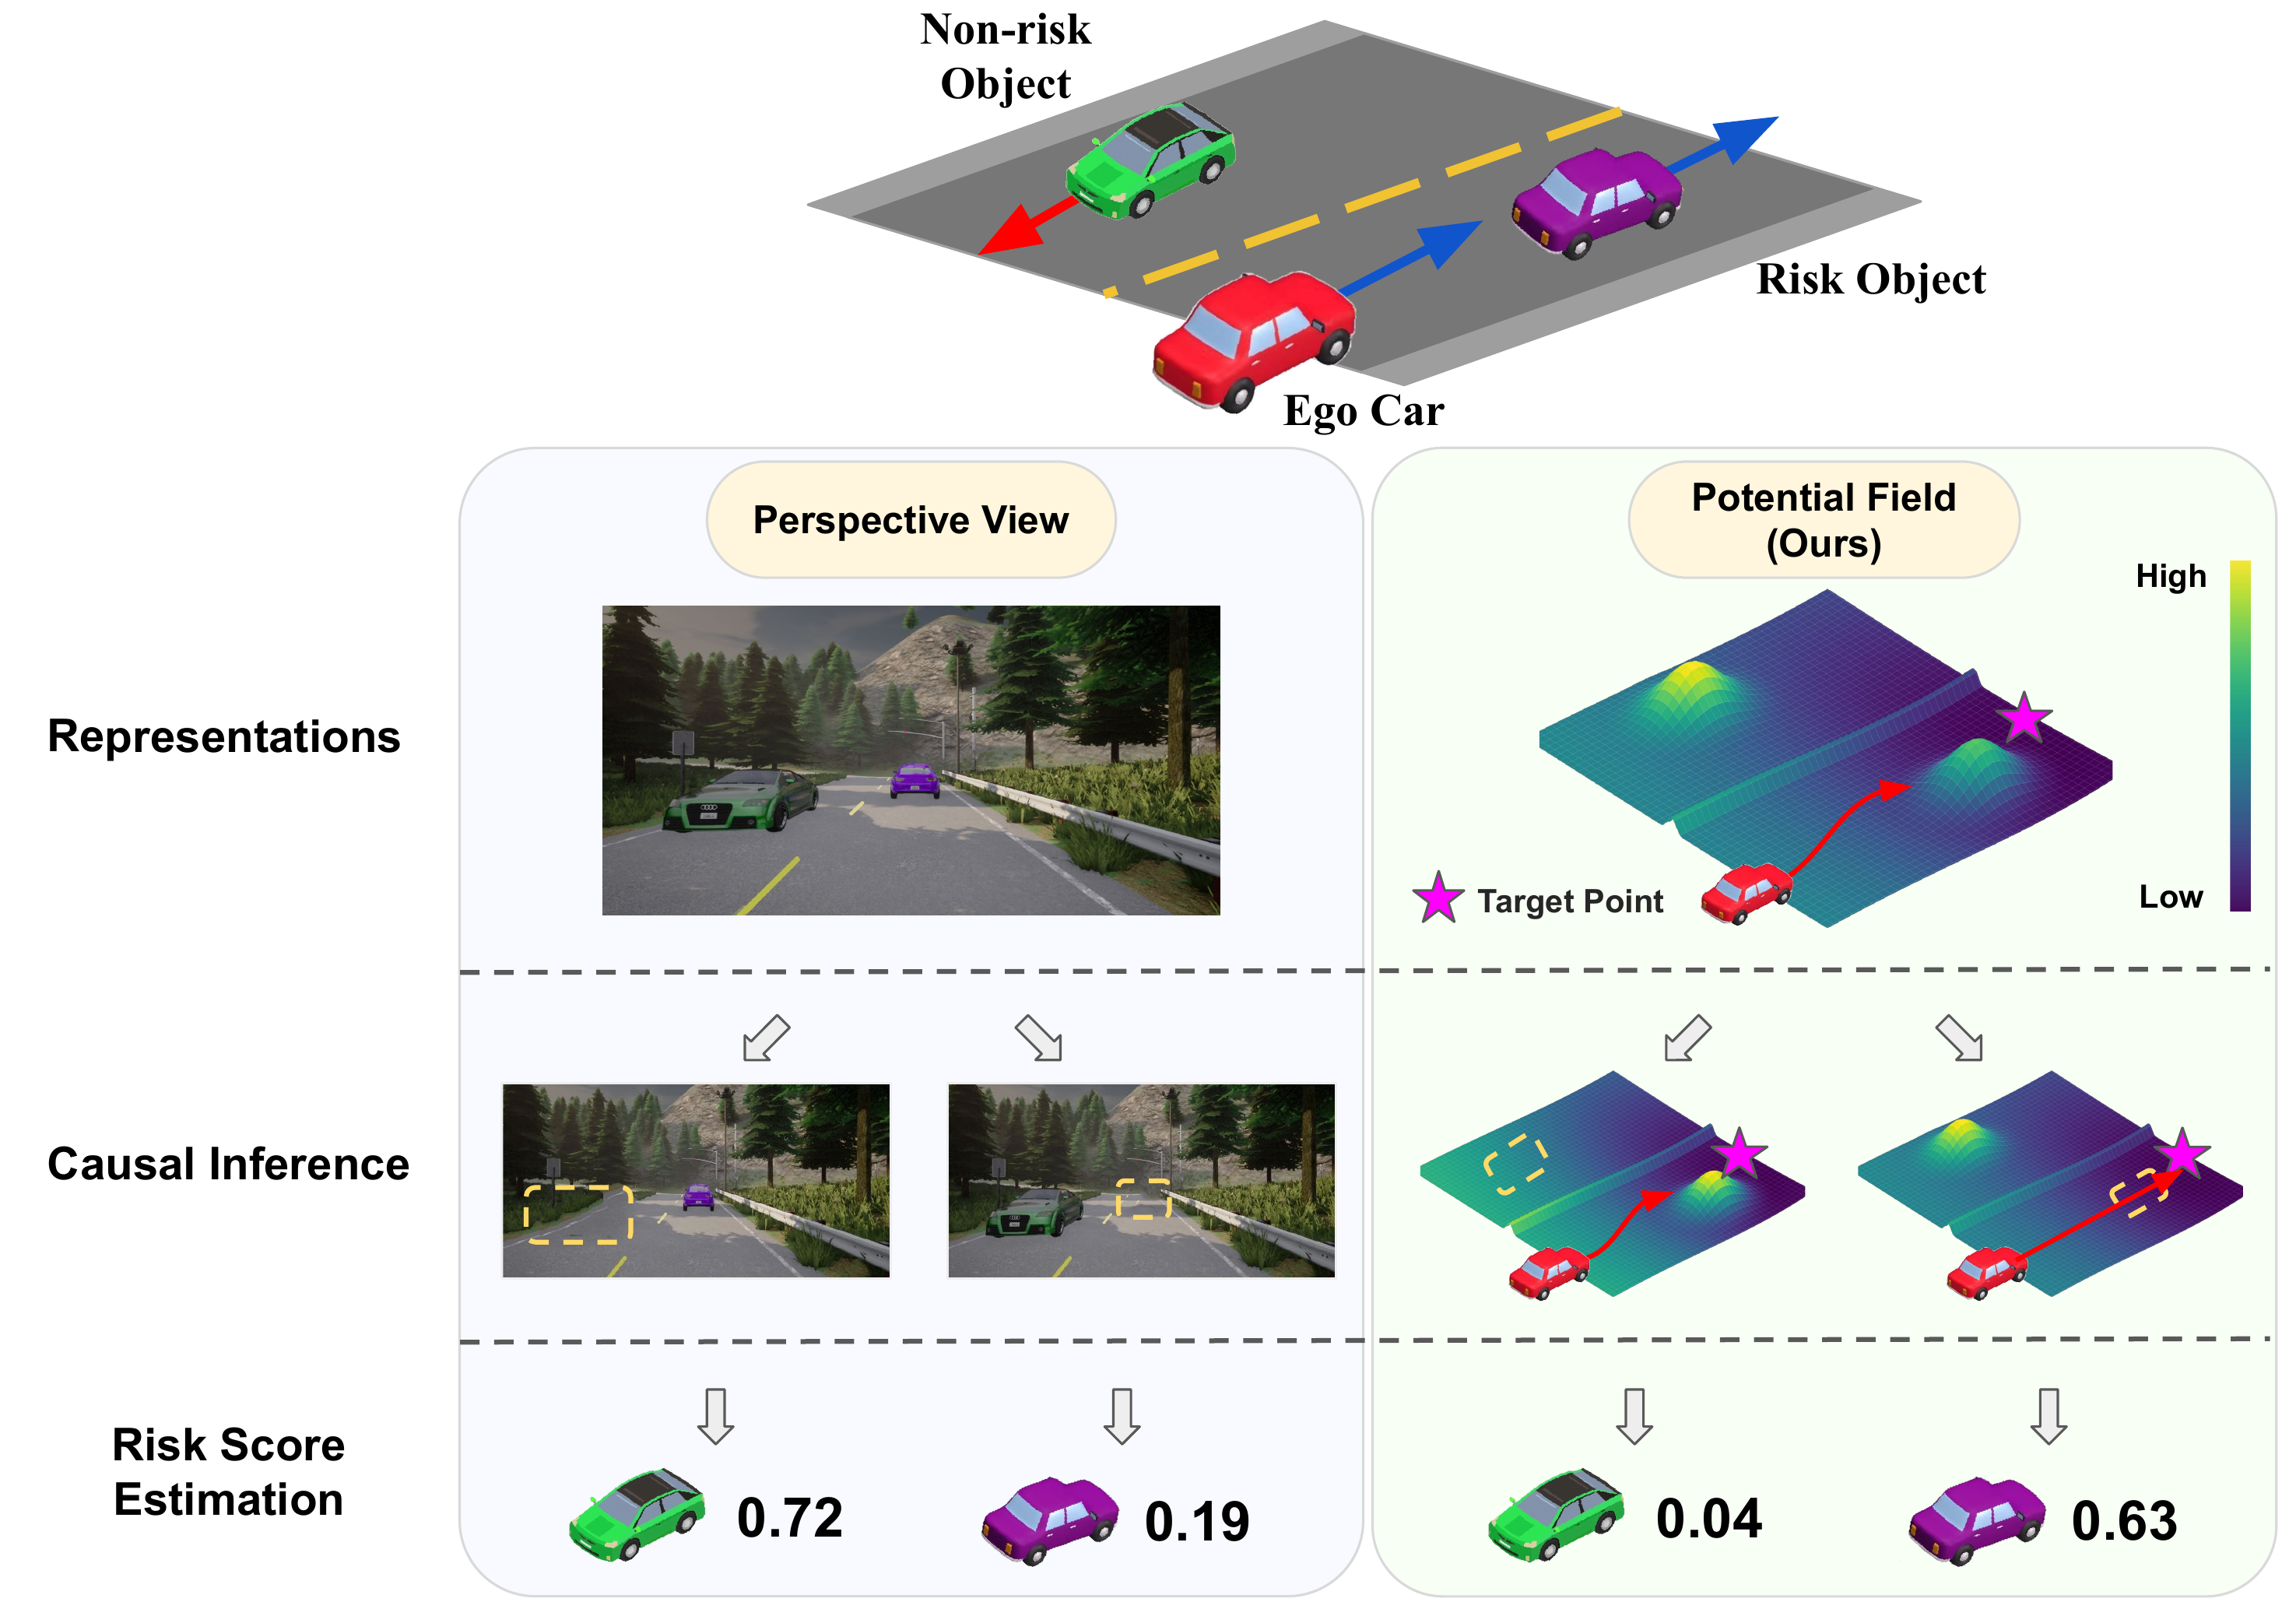 Non-risk
Object
Risk Object
Ego Car
Perspective View
Potential Field
(Ours)
High
Representations
Target Point
Low
Causal Inference
Risk Score
Estimation
0.72
0.19
0.04
0.63